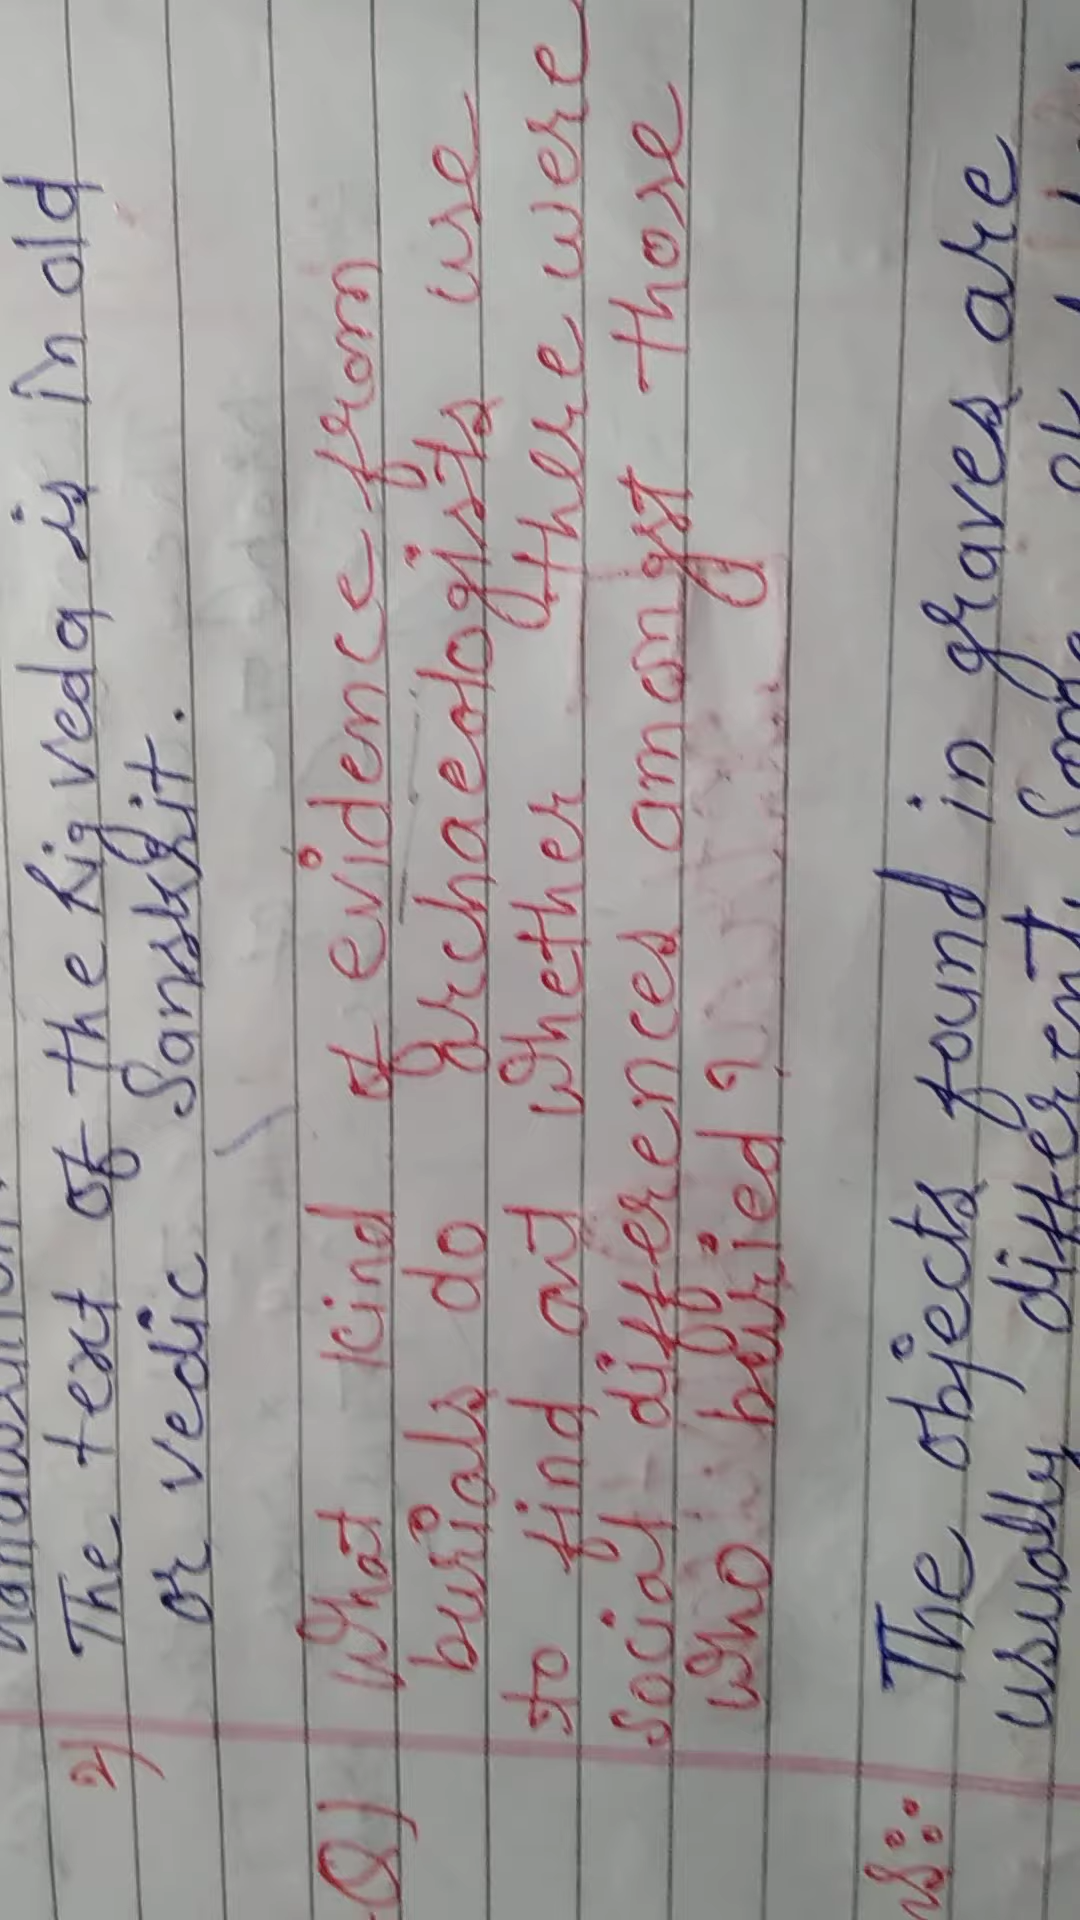 2) The text of the Rigveda is in old
or vedic Sanskrit.
Q) What kind of evidence from
burials do archaeologists use
to find out whether there were
social differences amongst those
who buried ?
The objects found in graves are
usually different. Some